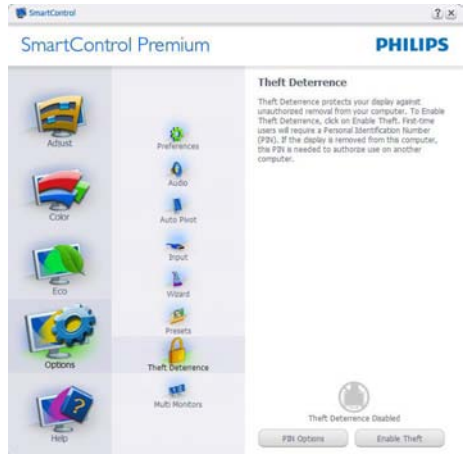 SmartControl
? X
SmartControl Premium
PHILIPS
Adjust
Color
Eco
Options
Help
Preferences
Audio
Auto Pivot
Input
Wizard
Presets
Theft Deterrence
Multi Monitors
Theft Deterrence
Theft Deterrence protects your display against
unauthorized removal from your computer. To Enable
Theft Deterrence, click on Enable Theft. First-time
users will require a Personal Identification Number
(PIN). If the display is removed from this computer,
this PIN is needed to authorize use on another
computer.
Theft Deterrence Disabled
PIN Options
Enable Theft